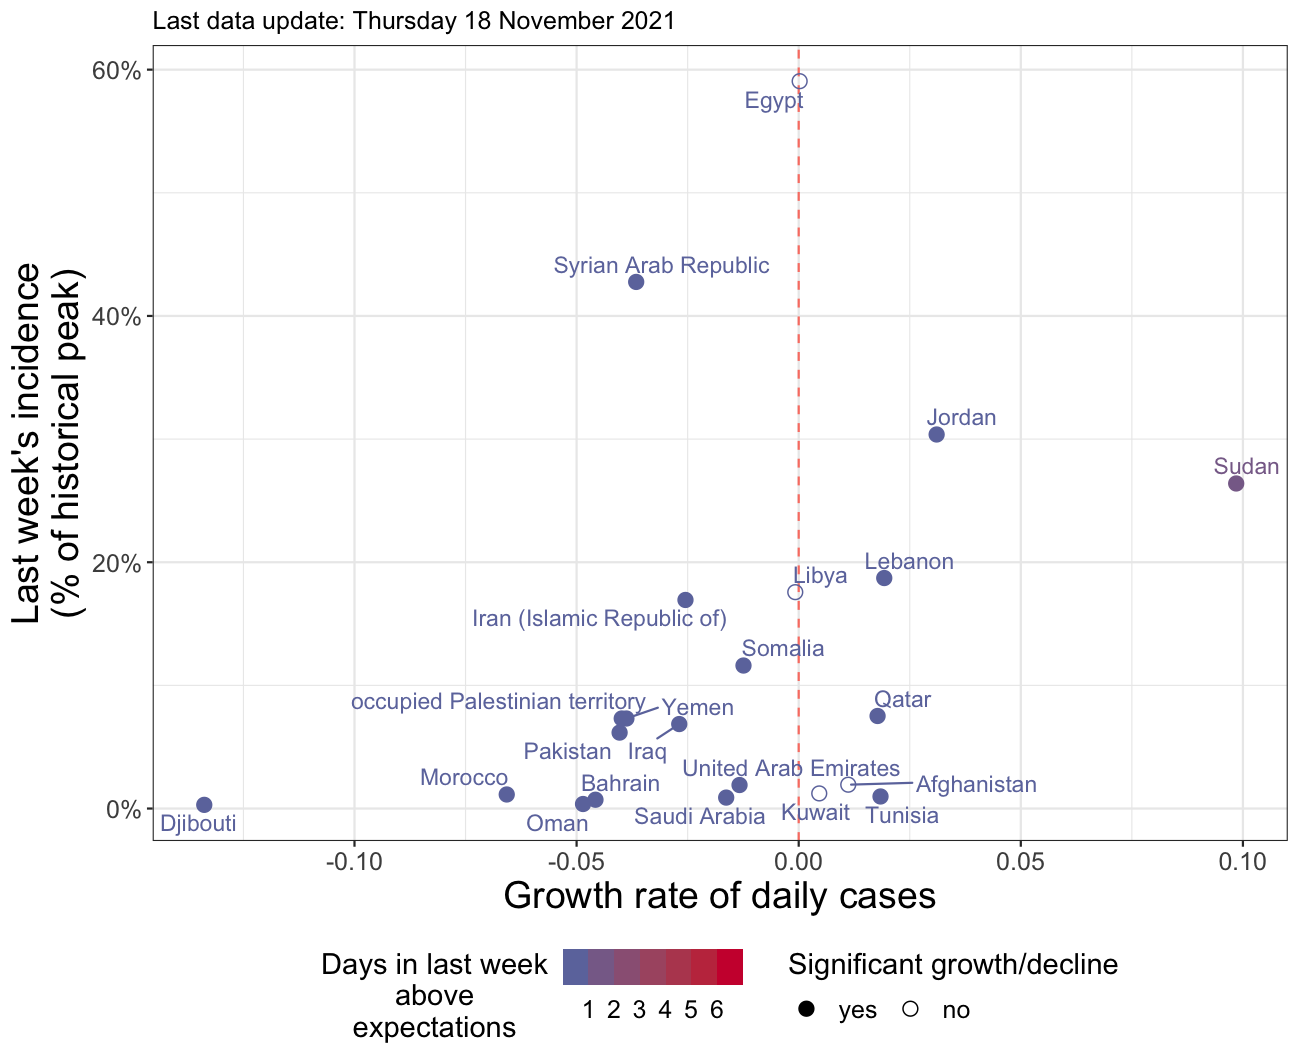 Last data update: Thursday 18 November 2021
60%
Egypt
Syrian Arab Republic
40%
Jordan
Sudan
Last week's incidence
(% of historical peak)
20%
Lebanon
Libya
Iran (Islamic Republic of)
Somalia
occupied Palestinian territory
Yemen
Qatar
Pakistan
Iraq
United Arab Emirates
Morocco
Bahrain
Afghanistan
0%
Djibouti
Oman
Saudi Arabia
Kuwait
Tunisia
-0.10 -0.05 0.00 0.05 0.10
Growth rate of daily cases
Days in last week
above
expectations
1 2 3 4 5 6
Significant growth/decline
yes no